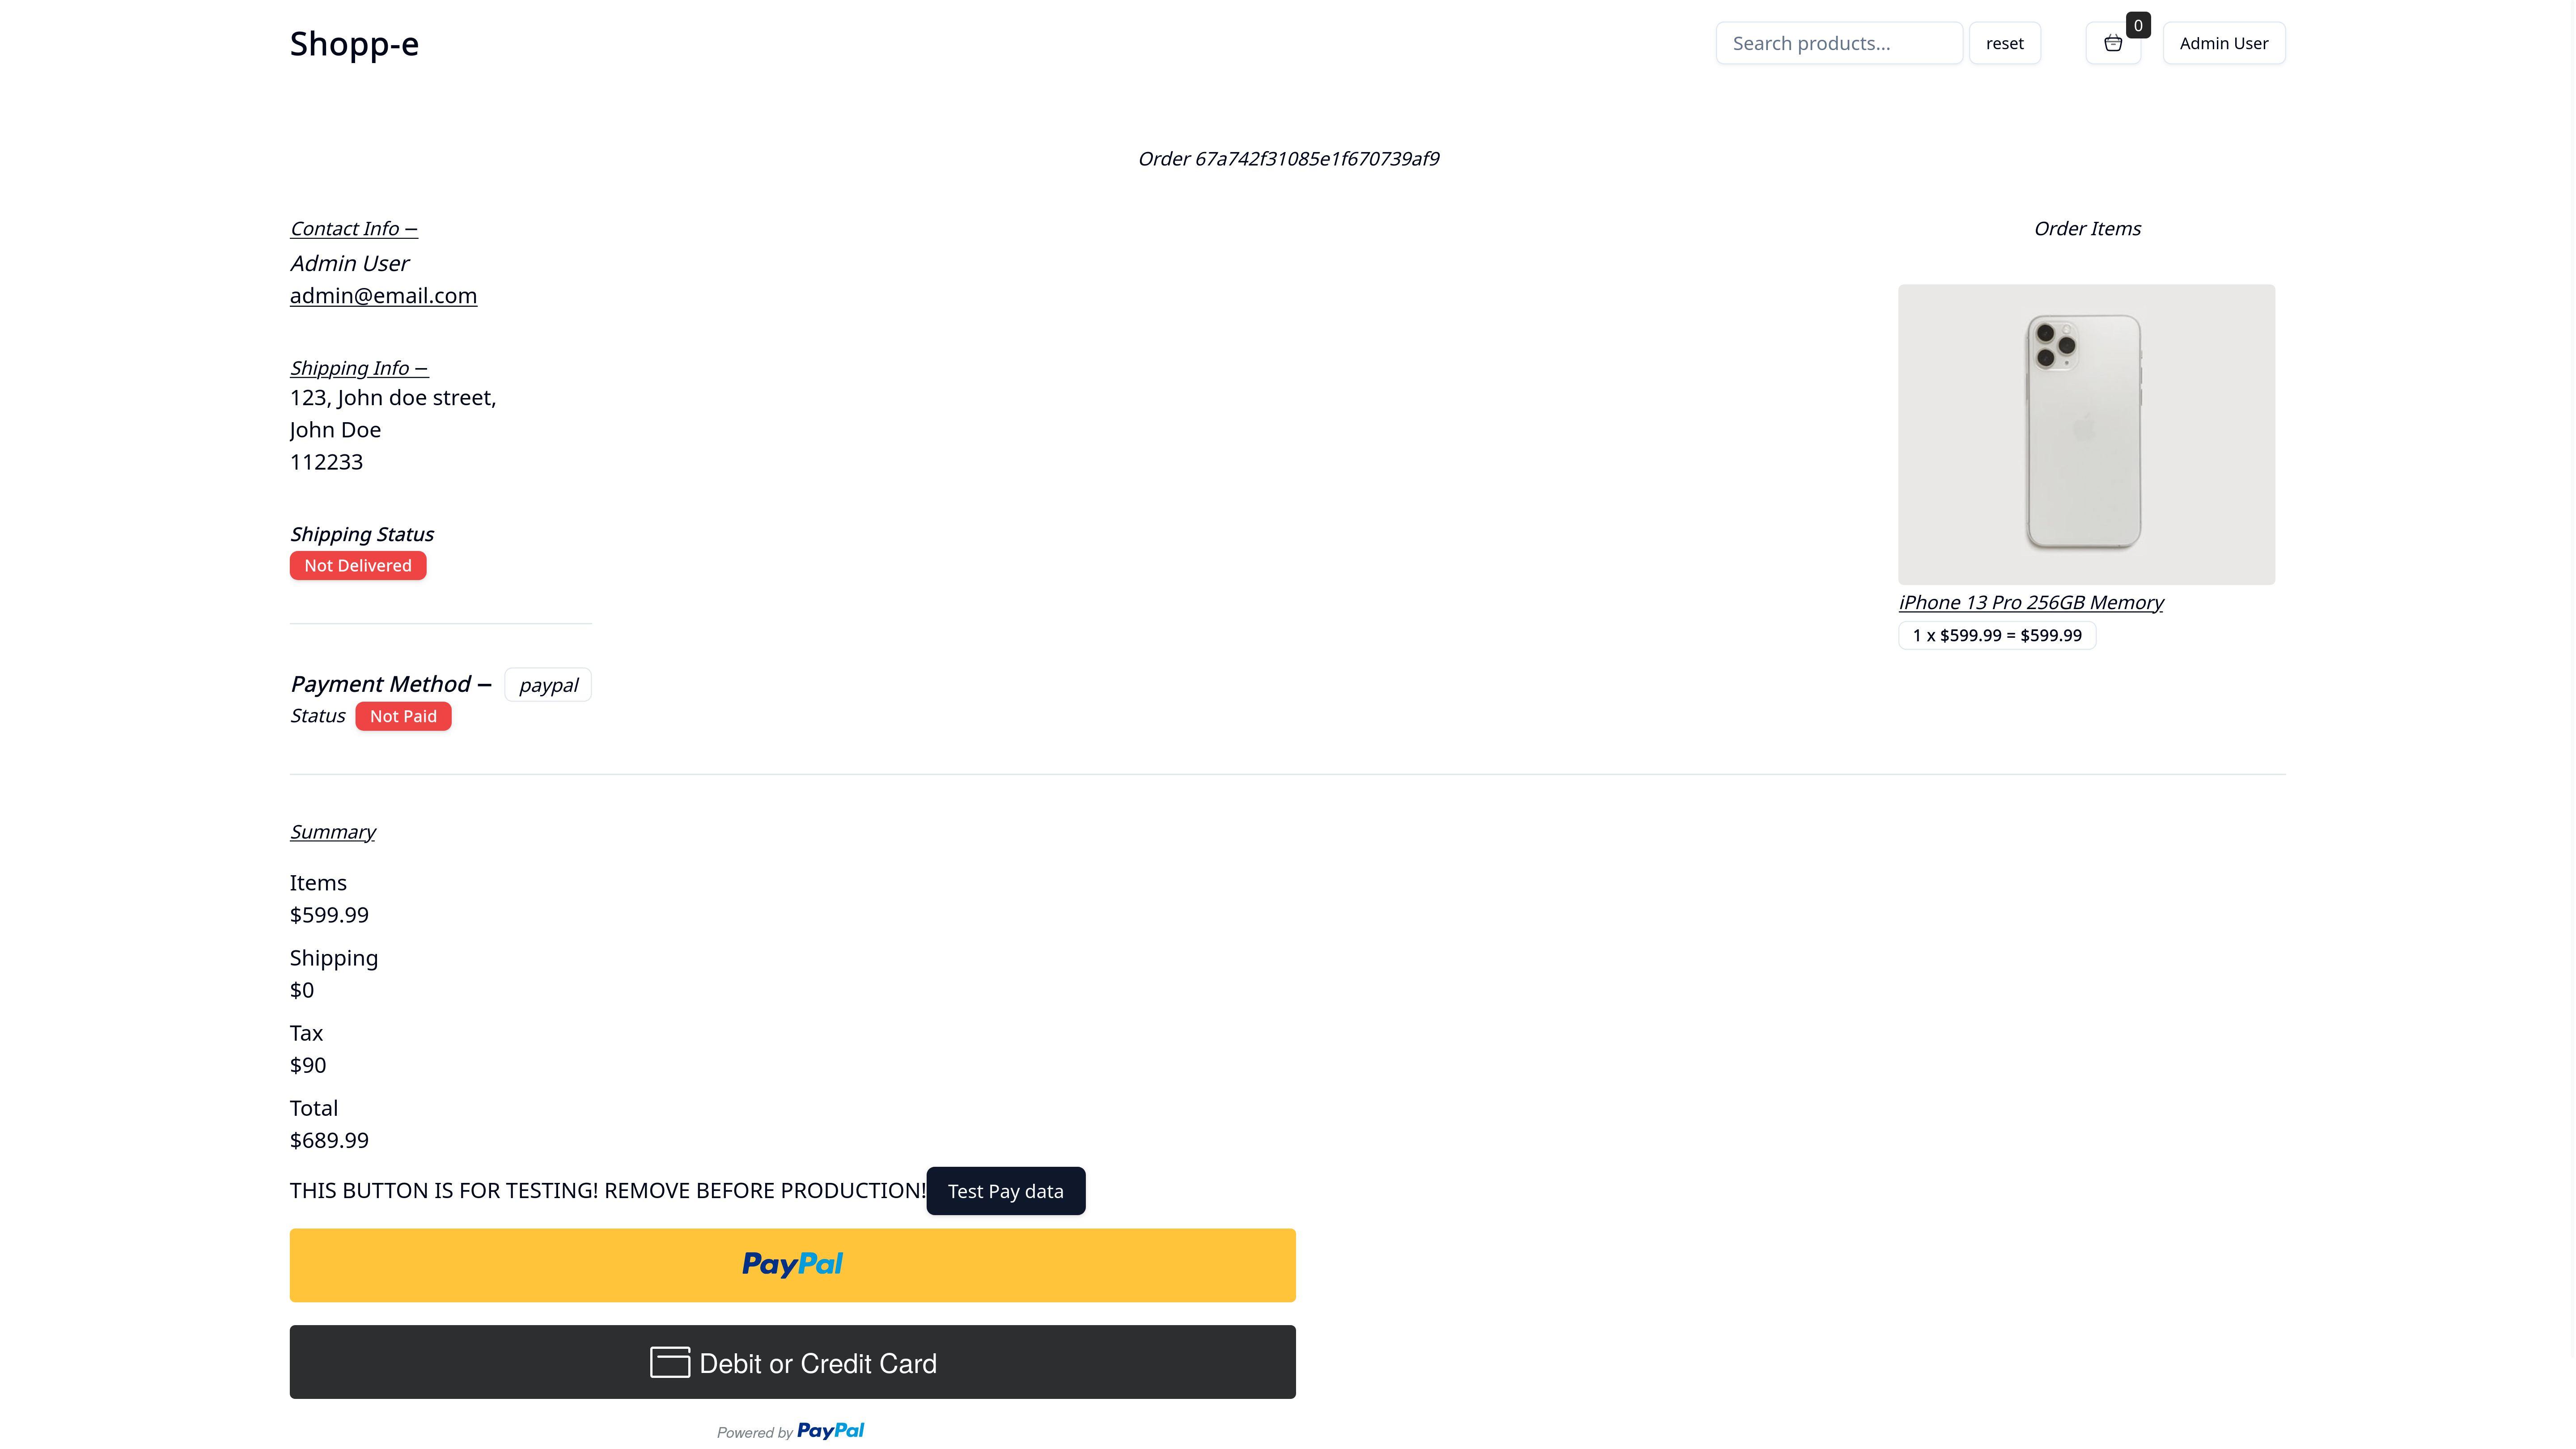 Shopp-e
Search products...
reset
0
Admin User
Order 67a742f31085e1f670739af9
Contact Info —
Admin User
admin@email.com
Shipping Info —
123, John doe street,
John Doe
112233
Shipping Status
Not Delivered
Payment Method — paypal
Status Not Paid
Order Items
iPhone 13 Pro 256GB Memory
1 x $599.99 = $599.99
Summary
Items
$599.99
Shipping
$0
Tax
$90
Total
$689.99
THIS BUTTON IS FOR TESTING! REMOVE BEFORE PRODUCTION! Test Pay data
PayPal
Debit or Credit Card
Powered by PayPal